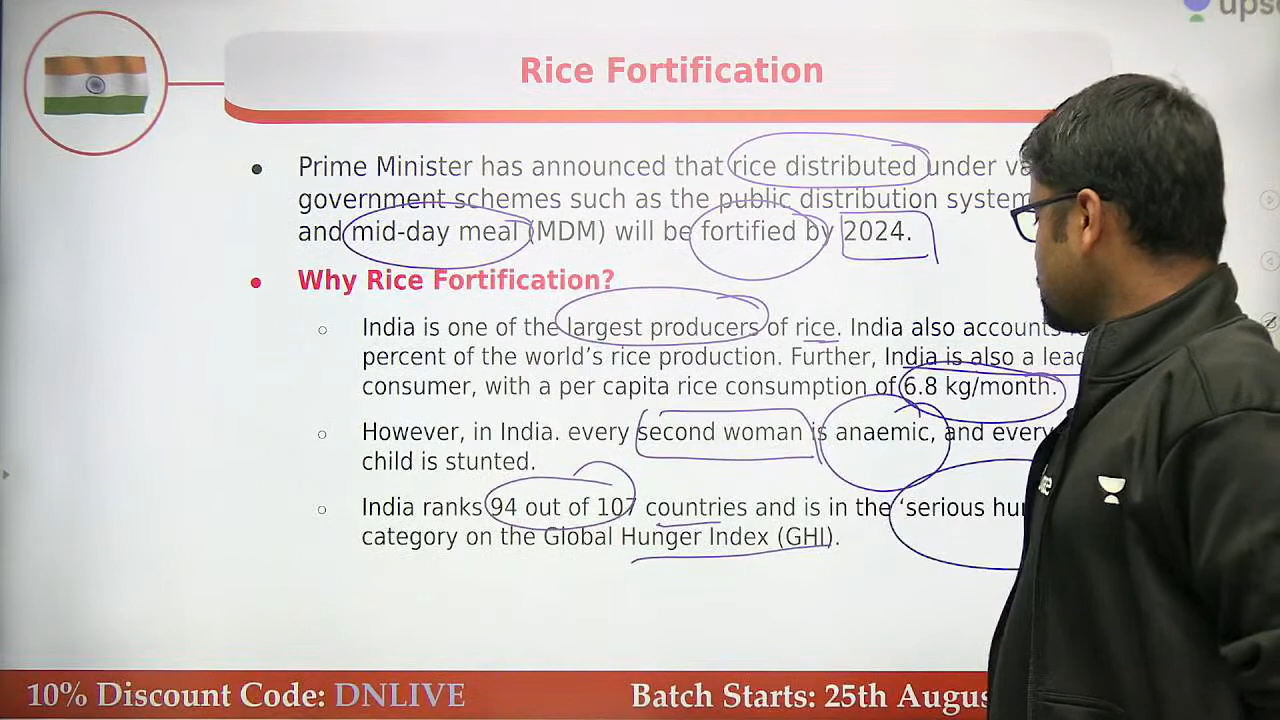 Rice Fortification
Prime Minister has announced that rice distributed under
government schemes such as the public distribution system
and mid-day meal (MDM) will be fortified by 2024.
Why Rice Fortification?
India is one of the largest producers of rice. India also accounts
percent of the world’s rice production. Further, India is also a
consumer, with a per capita rice consumption of 6.8 kg/month.
However, in India. every second woman is anaemic, and every
child is stunted.
India ranks 94 out of 107 countries and is in the ‘serious
category on the Global Hunger Index (GHI).
10% Discount Code: DNLIVE
Batch Starts: 25th